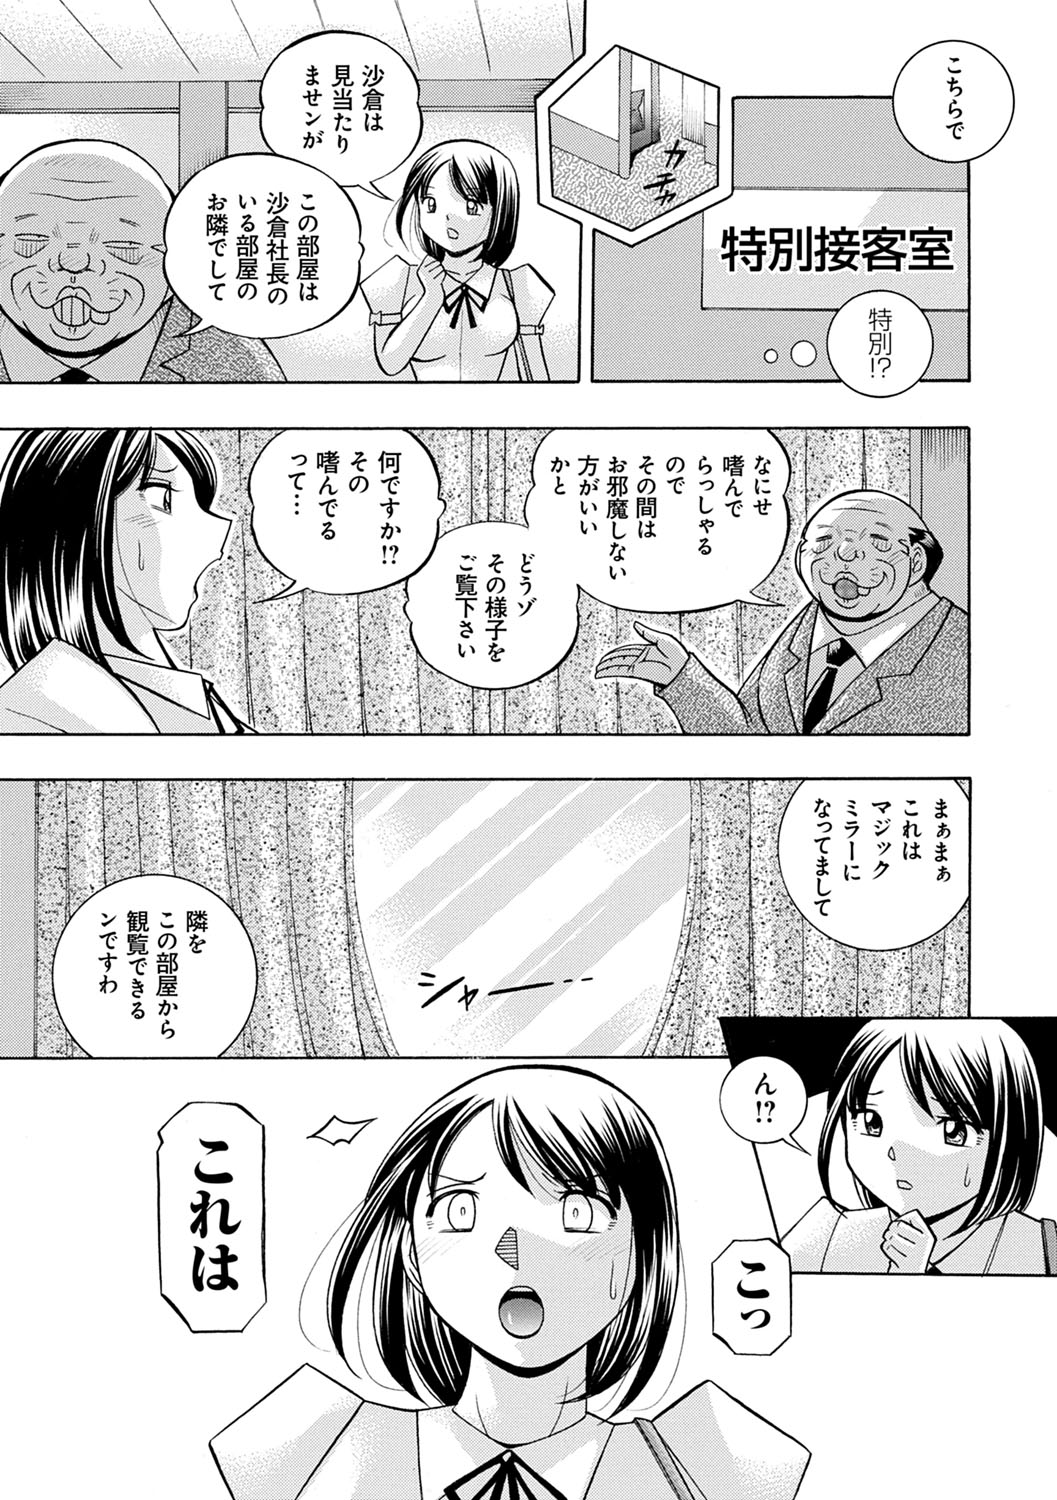 こちらで
特別接客室
特別!?
カチャ
沙倉は
見当たり
ませンが
この部屋は
沙倉社長の
いる部屋の
お隣でして
なにせ
嗜んで
らっしゃる
ので
その間は
お邪魔しない
方がいい
かと
どうゾ
その様子を
ご覧下さい
何ですか!?
その
嗜んでる
って…
まぁまぁ
これは
マジック
ミラーに
なってまして
シャーー
隣を
この部屋から
観覧できる
ンですわ
ん!?
こっ
これは